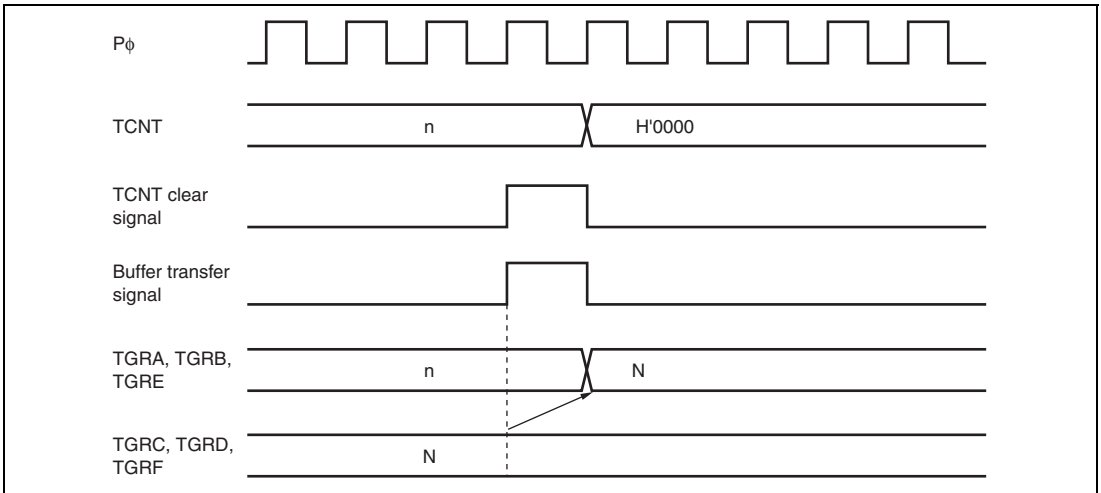 Pϕ
TCNT
n
H'0000
TCNT clear
signal
Buffer transfer
signal
TGRA, TGRB,
TGRE
n
N
TGRC, TGRD,
TGRF
N